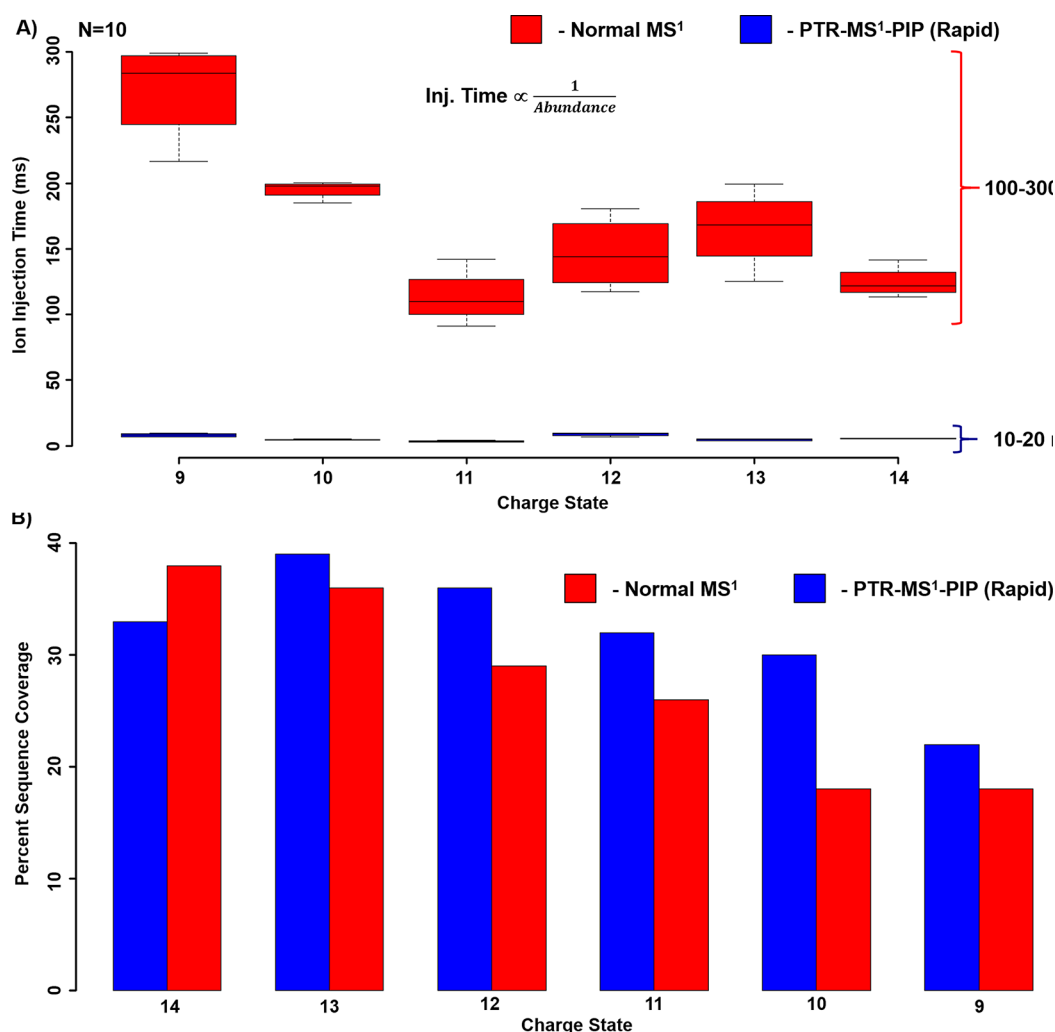 A)
N=10
- Normal MS¹
- PTR-MS¹-PIP (Rapid)
Inj. Time ∝ 1/Abundance
Ion Injection Time (ms)
300
250
200
150
100
50
0
100-300
10-20
9 10 11 12 13 14
Charge State
B)
- Normal MS¹
- PTR-MS¹-PIP (Rapid)
Percent Sequence Coverage
40
30
20
10
0
14 13 12 11 10 9
Charge State